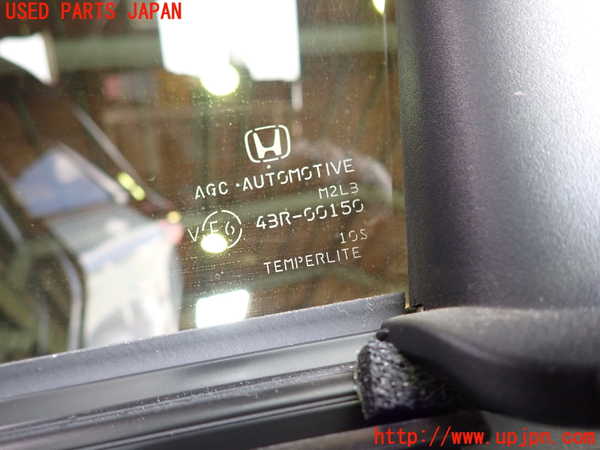 USED PARTS JAPAN
AGC AUTOMOTIVE
M2L3
43R-00150
10S
TEMPERLITE
http://www.upjpn.com